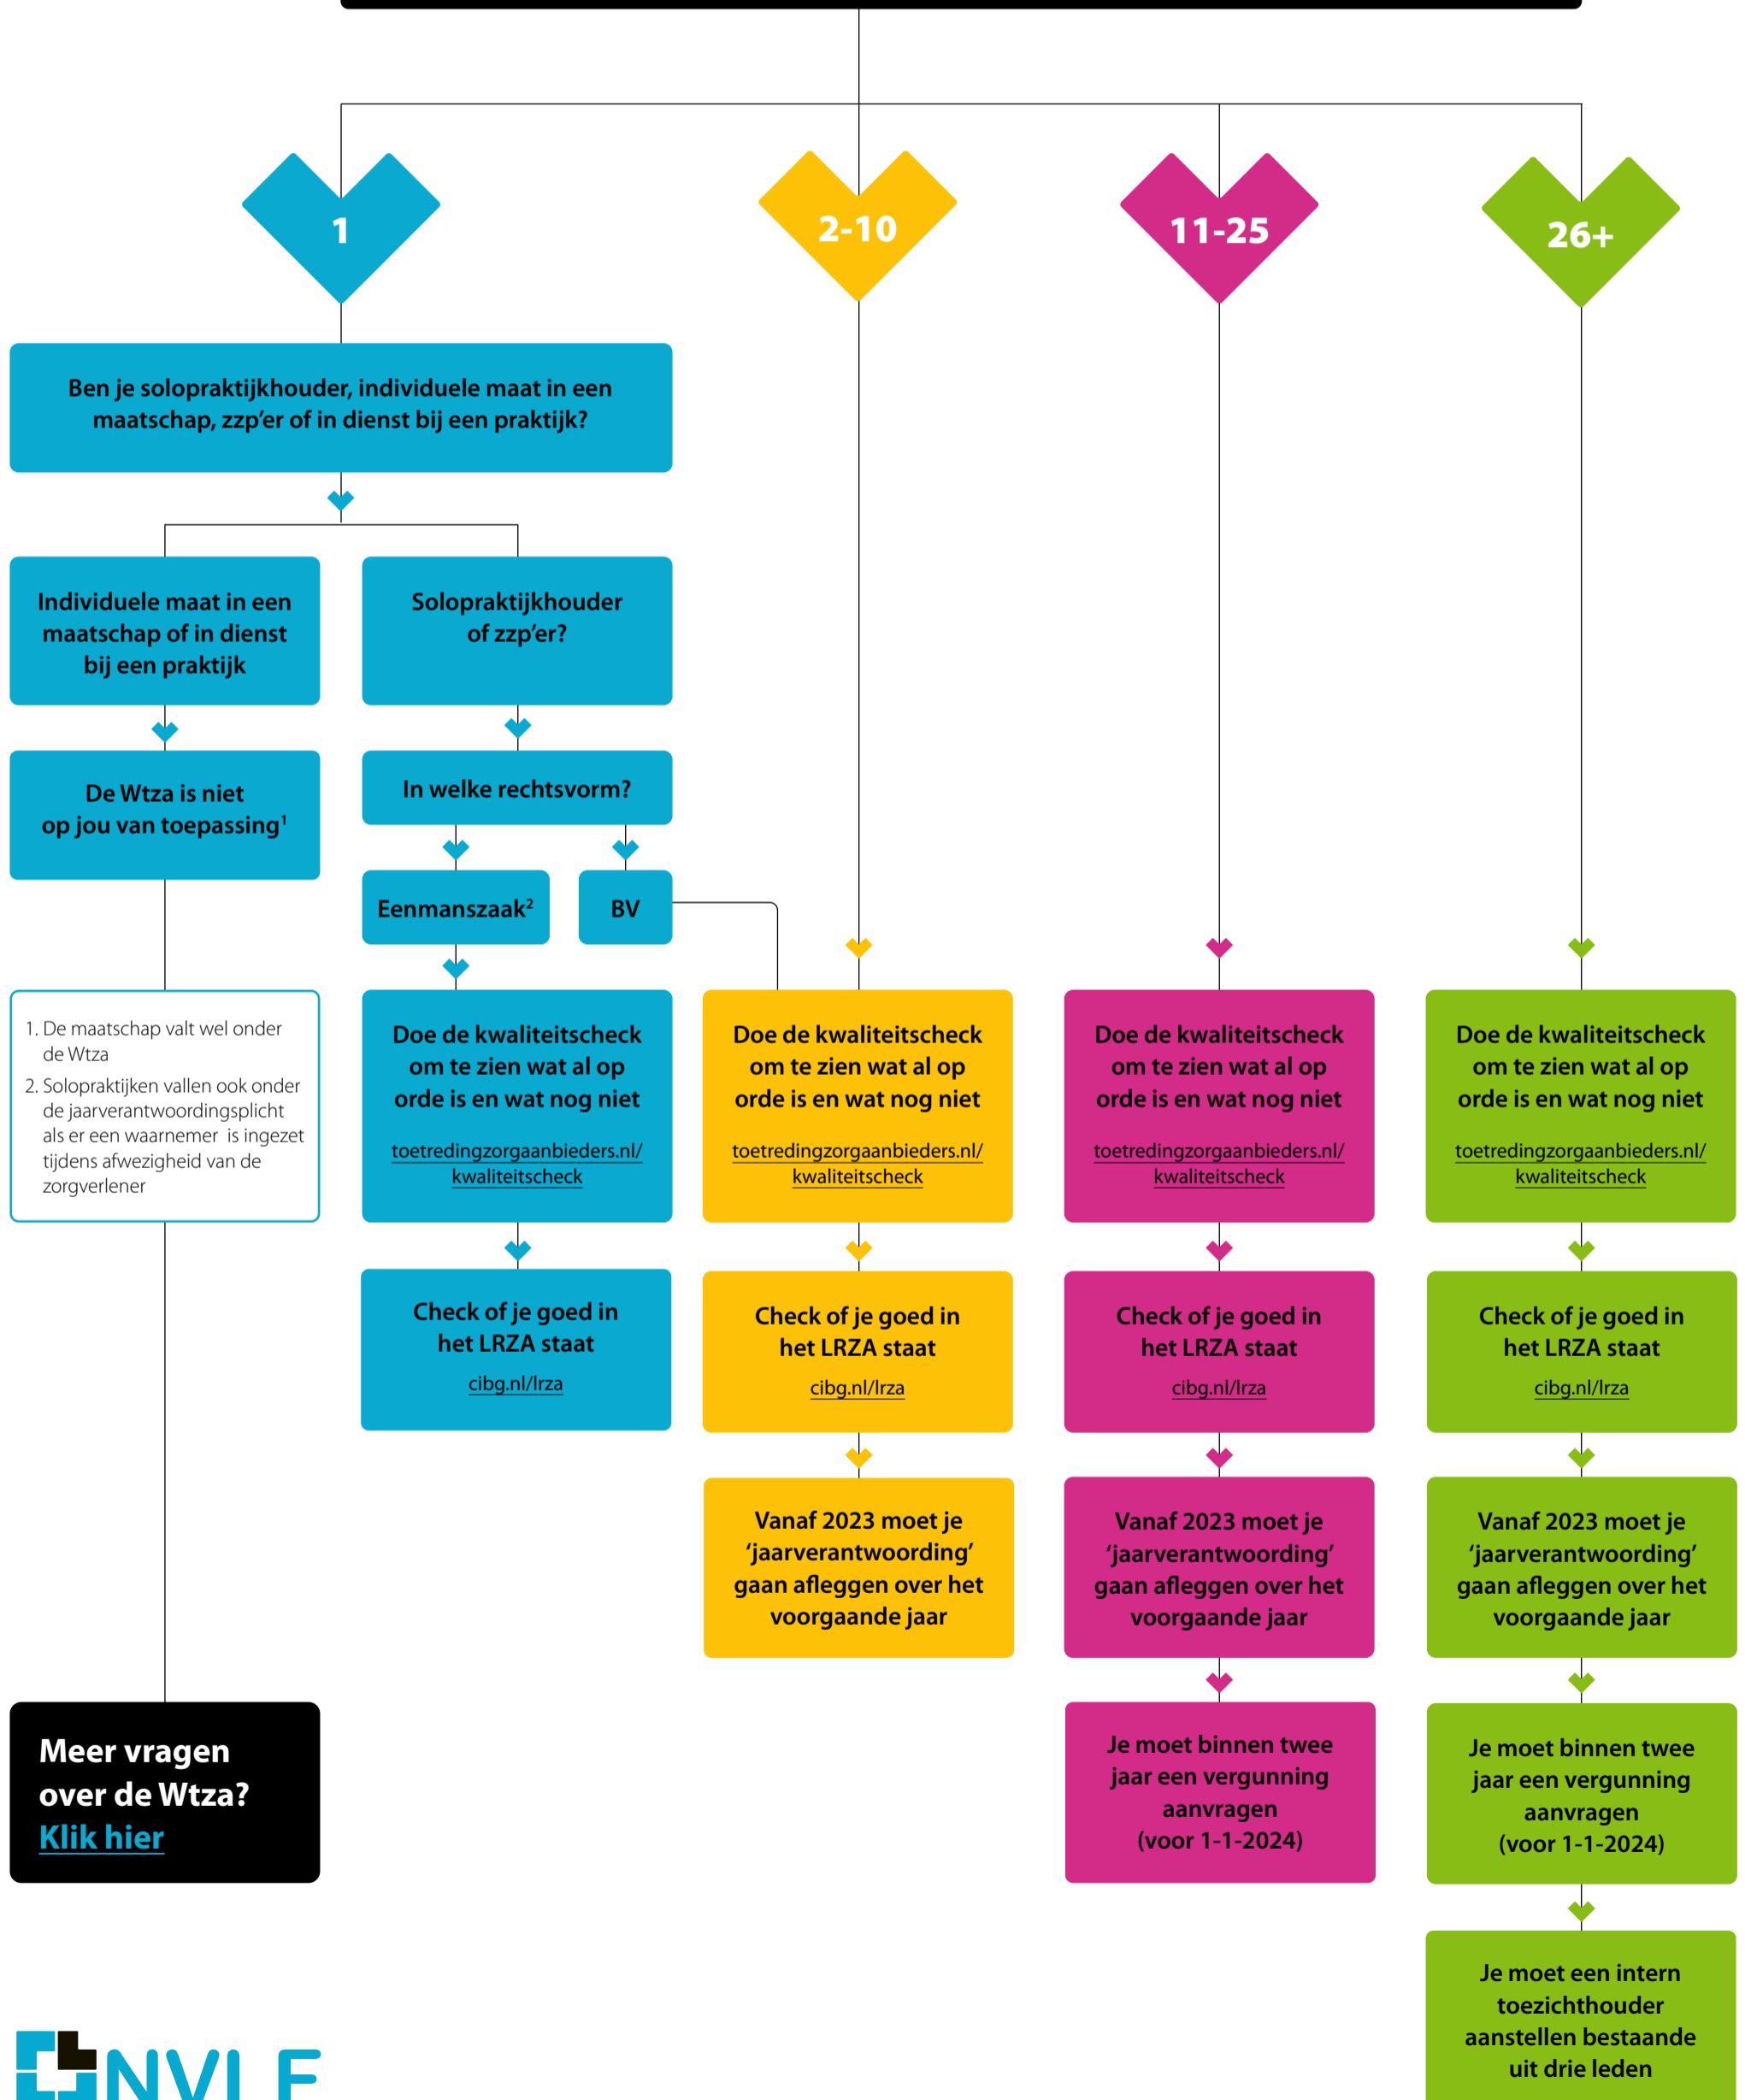 1
2-10
11-25
26+
Ben je solopraktijkhouder, individuele maat in een
maatschap, zzp’er of in dienst bij een praktijk?
Individuele maat in een
maatschap of in dienst
bij een praktijk
Solopraktijkhouder
of zzp’er?
De Wtza is niet
op jou van toepassing¹
In welke rechtsvorm?
Eenmanszaak²
BV
1. De maatschap valt wel onder
de Wtza
2. Solopraktijken vallen ook onder
de jaarverantwoordingsplicht
als er een waarnemer is ingezet
tijdens afwezigheid van de
zorgverlener
Doe de kwaliteitscheck
om te zien wat al op
orde is en wat nog niet
toetredingzorgaanbieders.nl/
kwaliteitscheck
Doe de kwaliteitscheck
om te zien wat al op
orde is en wat nog niet
toetredingzorgaanbieders.nl/
kwaliteitscheck
Doe de kwaliteitscheck
om te zien wat al op
orde is en wat nog niet
toetredingzorgaanbieders.nl/
kwaliteitscheck
Doe de kwaliteitscheck
om te zien wat al op
orde is en wat nog niet
toetredingzorgaanbieders.nl/
kwaliteitscheck
Check of je goed in
het LRZA staat
cibg.nl/lrza
Check of je goed in
het LRZA staat
cibg.nl/lrza
Check of je goed in
het LRZA staat
cibg.nl/lrza
Check of je goed in
het LRZA staat
cibg.nl/lrza
Vanaf 2023 moet je
‘jaarverantwoording’
gaan afleggen over het
voorgaande jaar
Vanaf 2023 moet je
‘jaarverantwoording’
gaan afleggen over het
voorgaande jaar
Vanaf 2023 moet je
‘jaarverantwoording’
gaan afleggen over het
voorgaande jaar
Meer vragen
over de Wtza?
Klik hier
Je moet binnen twee
jaar een vergunning
aanvragen
(voor 1-1-2024)
Je moet binnen twee
jaar een vergunning
aanvragen
(voor 1-1-2024)
Je moet een intern
toezichthouder
aanstellen bestaande
uit drie leden
NVLF